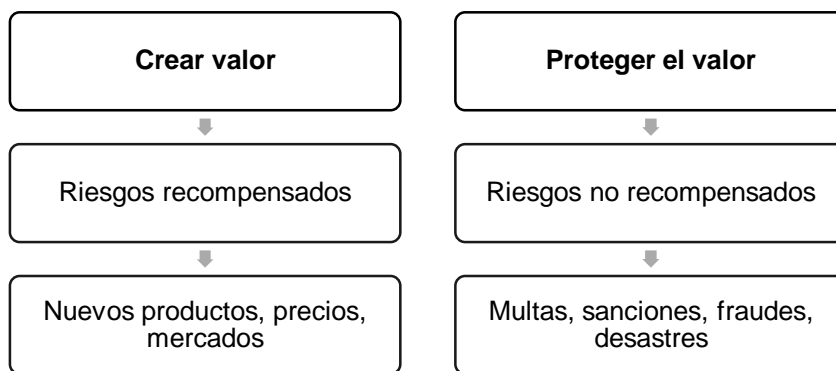 Crear valor
Proteger el valor
Riesgos recompensados
Riesgos no recompensados
Nuevos productos, precios,
mercados
Multas, sanciones, fraudes,
desastres